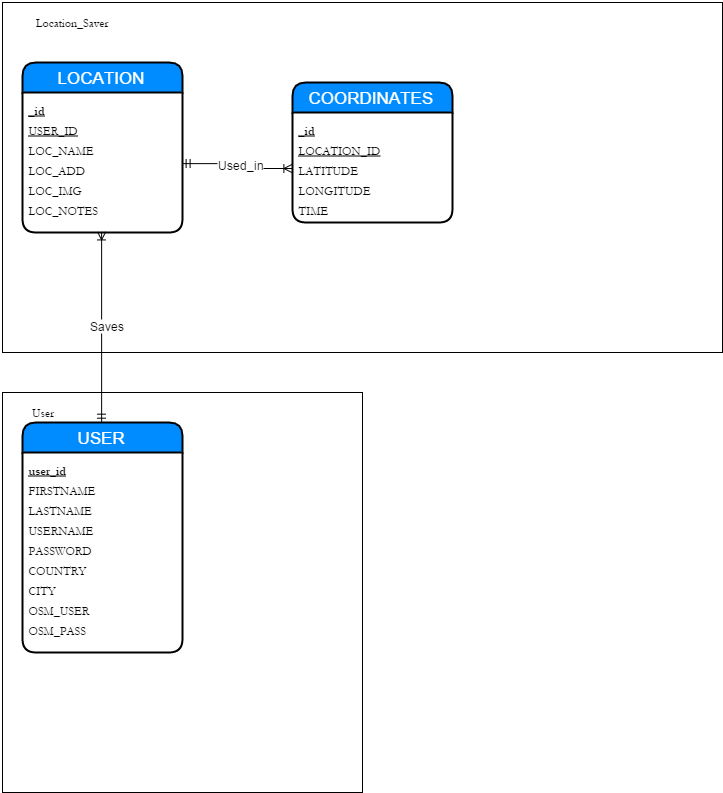 Location_Saver
LOCATION
_id
USER_ID
LOC_NAME
LOC_ADD
LOC_IMG
LOC_NOTES
Used_in
COORDINATES
_id
LOCATION_ID
LATITUDE
LONGITUDE
TIME
Saves
User
USER
user_id
FIRSTNAME
LASTNAME
USERNAME
PASSWORD
COUNTRY
CITY
OSM_USER
OSM_PASS